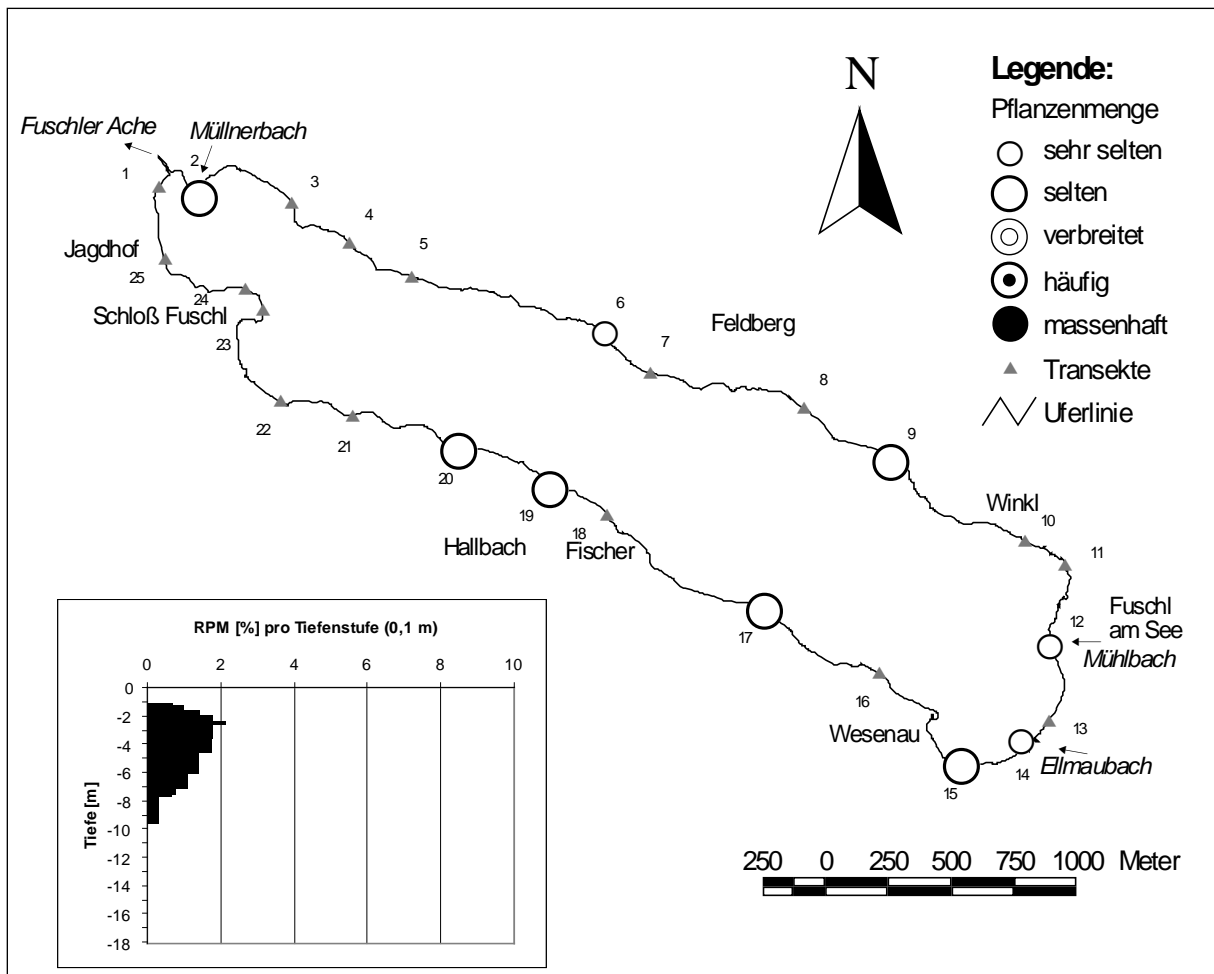 N
Legende:
Pflanzenmenge
sehr selten
selten
verbreitet
häufig
massenhaft
Transekte
Uferlinie
Fuschler Ache
Müllnerbach
1
2
3
4
5
6
7
Feldberg
8
9
Winkl
10
11
12
Fuschl
am See
Mühlbach
13
Ellmaubach
14
15
Wesenau
16
17
18
Fischer
19
Hallbach
20
21
22
23
Schloß Fuschl
24
25
Jagdhof
RPM [%] pro Tiefenstufe (0,1 m)
0 2 4 6 8 10
Tiefe [m]
0
-2
-4
-6
-8
-10
-12
-14
-16
-18
250 0 250 500 750 1000 Meter